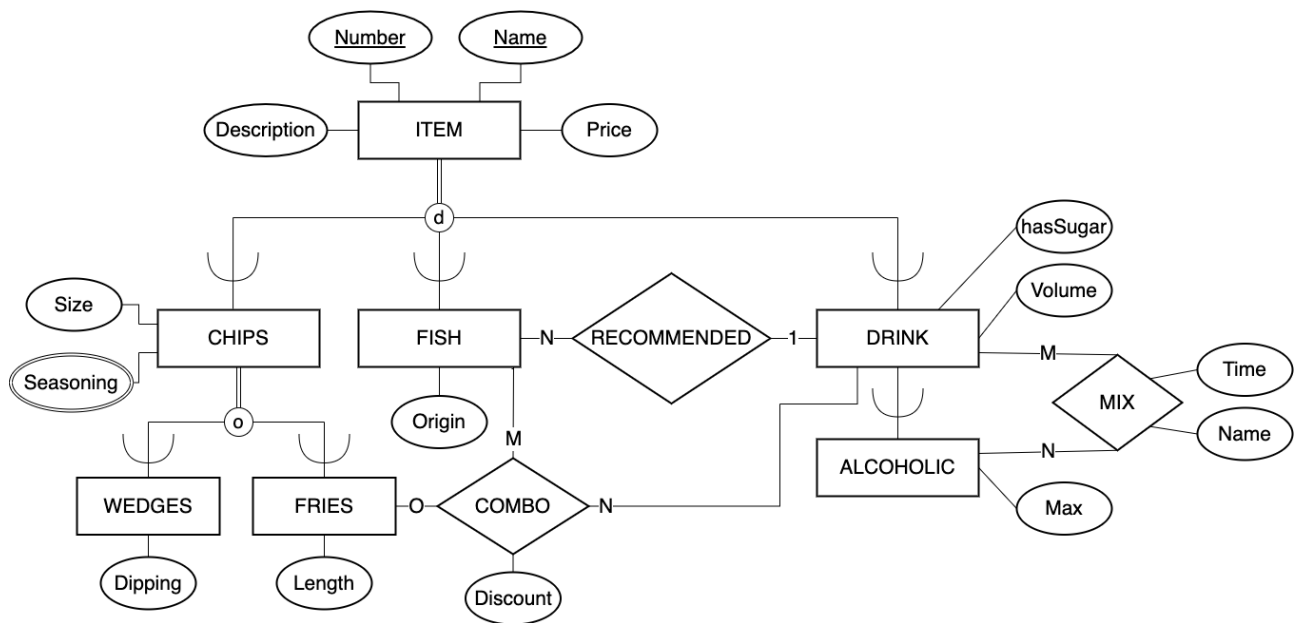 Number
Name
Description
ITEM
Price
d
hasSugar
Size
Volume
CHIPS
FISH
N
RECOMMENDED
1
DRINK
Seasoning
M
Time
MIX
Origin
o
Name
M
N
ALCOHOLIC
WEDGES
FRIES
O
COMBO
N
Max
Dipping
Length
Discount